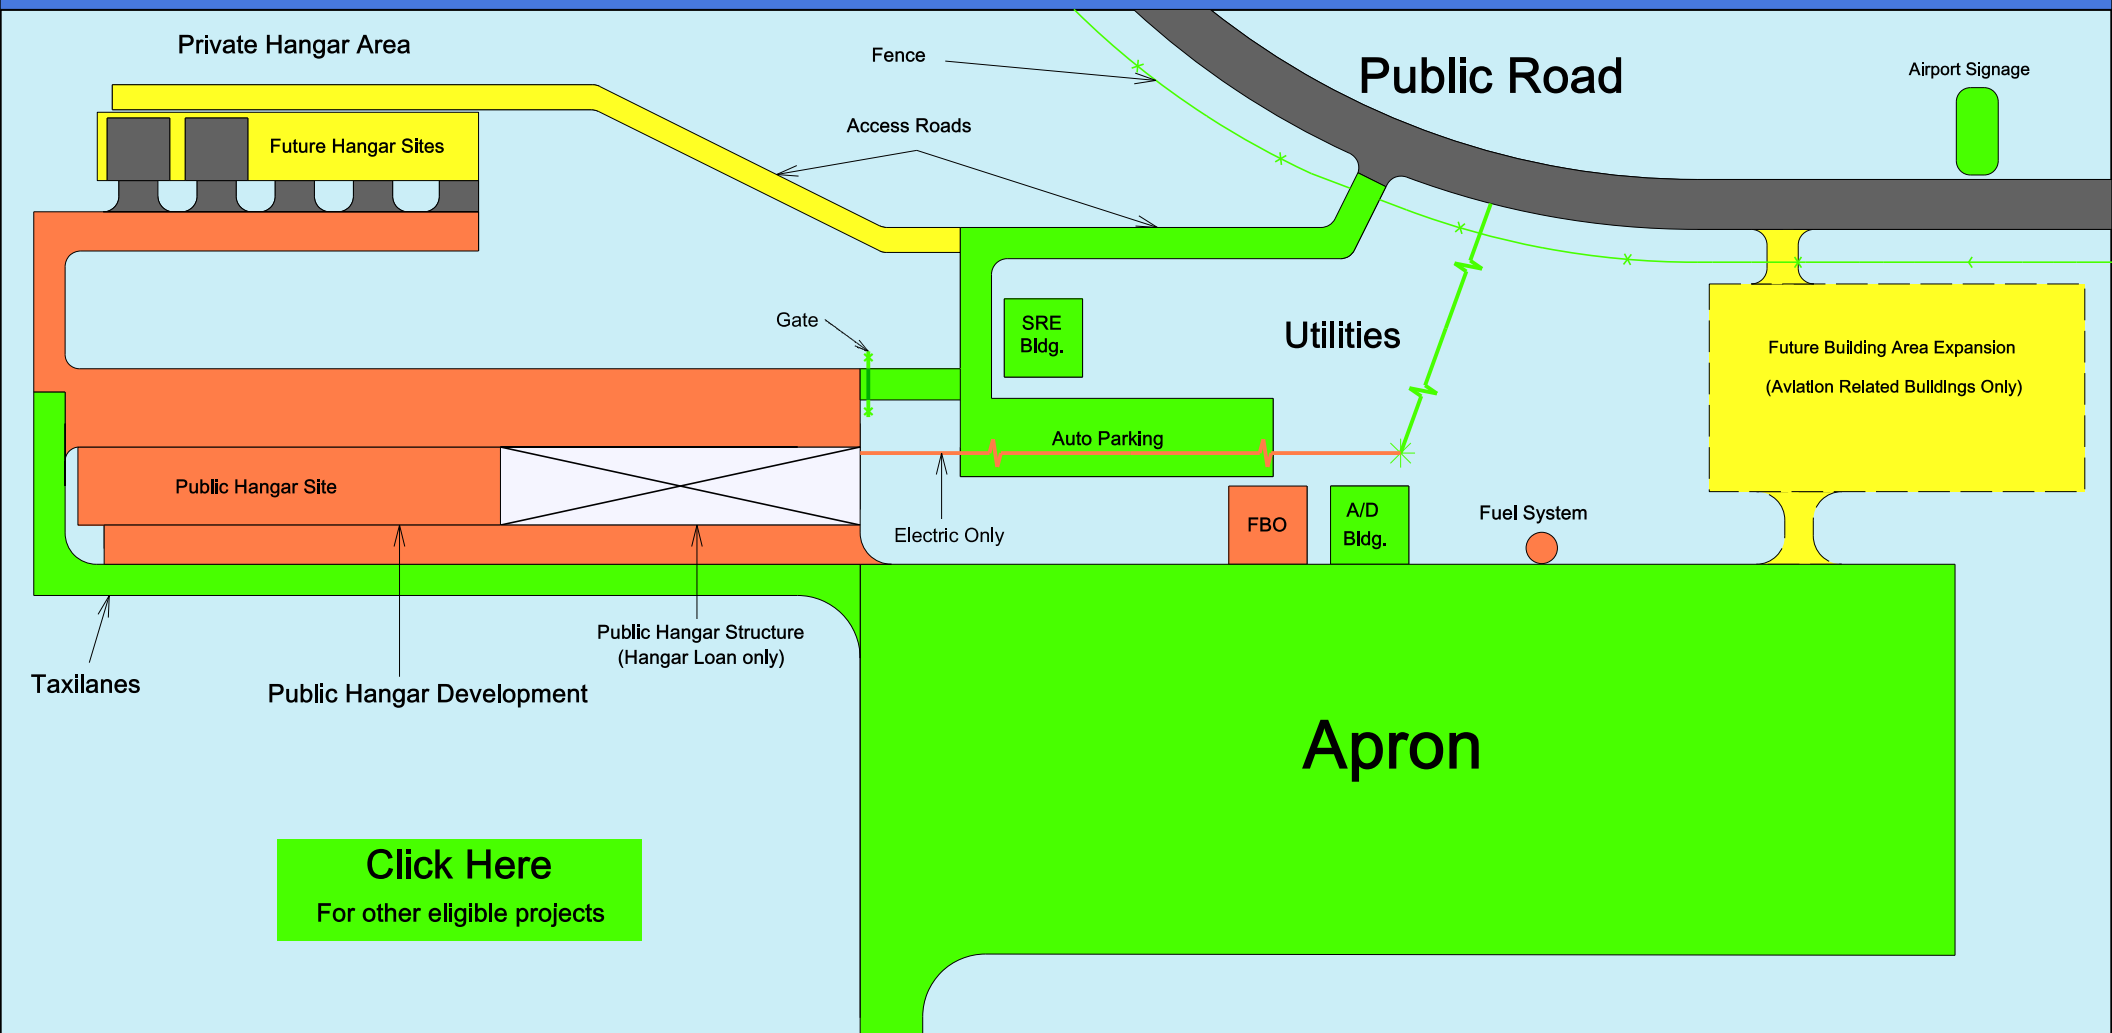 Private Hangar Area
Fence
Public Road
Airport Signage
Access Roads
Future Hangar Sites
Gate
SRE
Bldg.
Utilities
Future Building Area Expansion
(Aviation Related Buildings Only)
Auto Parking
Public Hangar Site
Electric Only
FBO
A/D
Bldg.
Fuel System
Public Hangar Structure
(Hangar Loan only)
Taxilanes
Public Hangar Development
Apron
Click Here
For other eligible projects